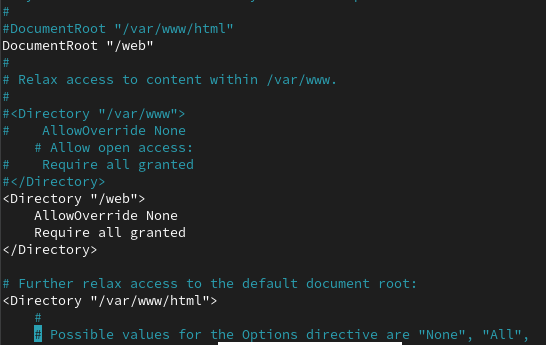 #
#DocumentRoot "/var/www/html"
DocumentRoot "/web"
#
# Relax access to content within /var/www.
#
#<Directory "/var/www">
#    AllowOverride None
    # Allow open access:
#    Require all granted
#</Directory>
<Directory "/web">
    AllowOverride None
    Require all granted
</Directory>

# Further relax access to the default document root:
<Directory "/var/www/html">
    #
    # Possible values for the Options directive are "None", "All",